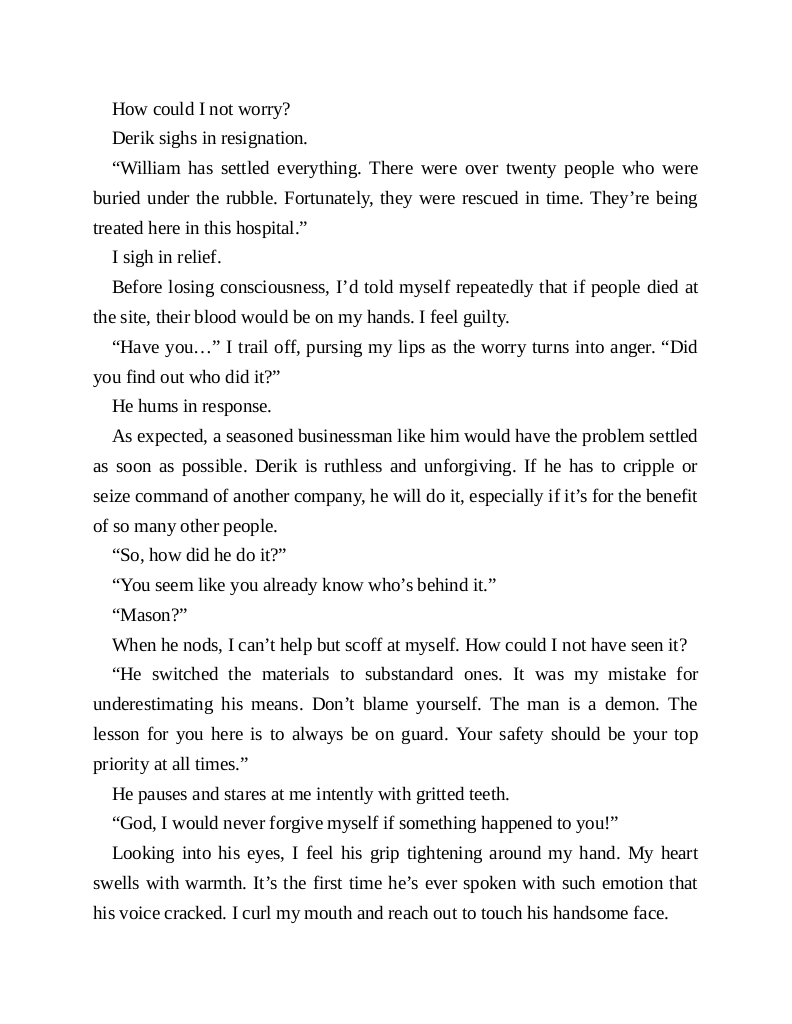 How could I not worry?
Derik sighs in resignation.
“William has settled everything. There were over twenty people who were
buried under the rubble. Fortunately, they were rescued in time. They’re being
treated here in this hospital.”
I sigh in relief.
Before losing consciousness, I’d told myself repeatedly that if people died at
the site, their blood would be on my hands. I feel guilty.
“Have you…” I trail off, pursing my lips as the worry turns into anger. “Did
you find out who did it?”
He hums in response.
As expected, a seasoned businessman like him would have the problem settled
as soon as possible. Derik is ruthless and unforgiving. If he has to cripple or
seize command of another company, he will do it, especially if it’s for the benefit
of so many other people.
“So, how did he do it?”
“You seem like you already know who’s behind it.”
“Mason?”
When he nods, I can’t help but scoff at myself. How could I not have seen it?
“He switched the materials to substandard ones. It was my mistake for
underestimating his means. Don’t blame yourself. The man is a demon. The
lesson for you here is to always be on guard. Your safety should be your top
priority at all times.”
He pauses and stares at me intently with gritted teeth.
“God, I would never forgive myself if something happened to you!”
Looking into his eyes, I feel his grip tightening around my hand. My heart
swells with warmth. It’s the first time he’s ever spoken with such emotion that
his voice cracked. I curl my mouth and reach out to touch his handsome face.